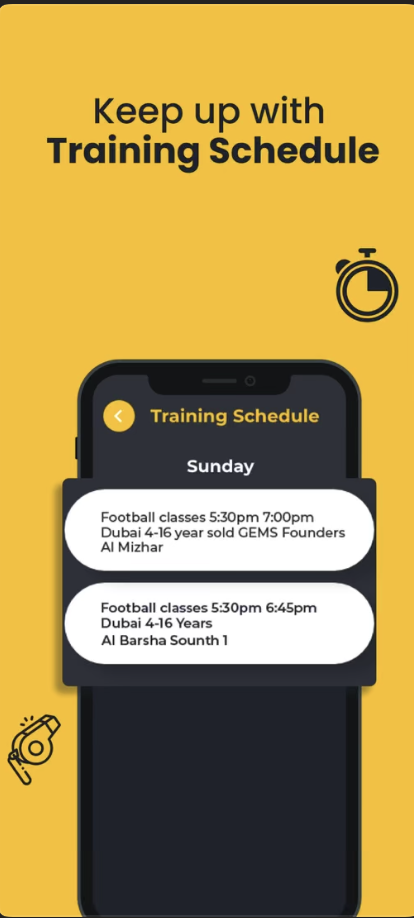 Keep up with
Training Schedule
Training Schedule
Sunday
Football classes 5:30pm 7:00pm
Dubai 4-16 year sold GEMS Founders
Al Mizhar
Football classes 5:30pm 6:45pm
Dubai 4-16 Years
Al Barsha Sounth 1